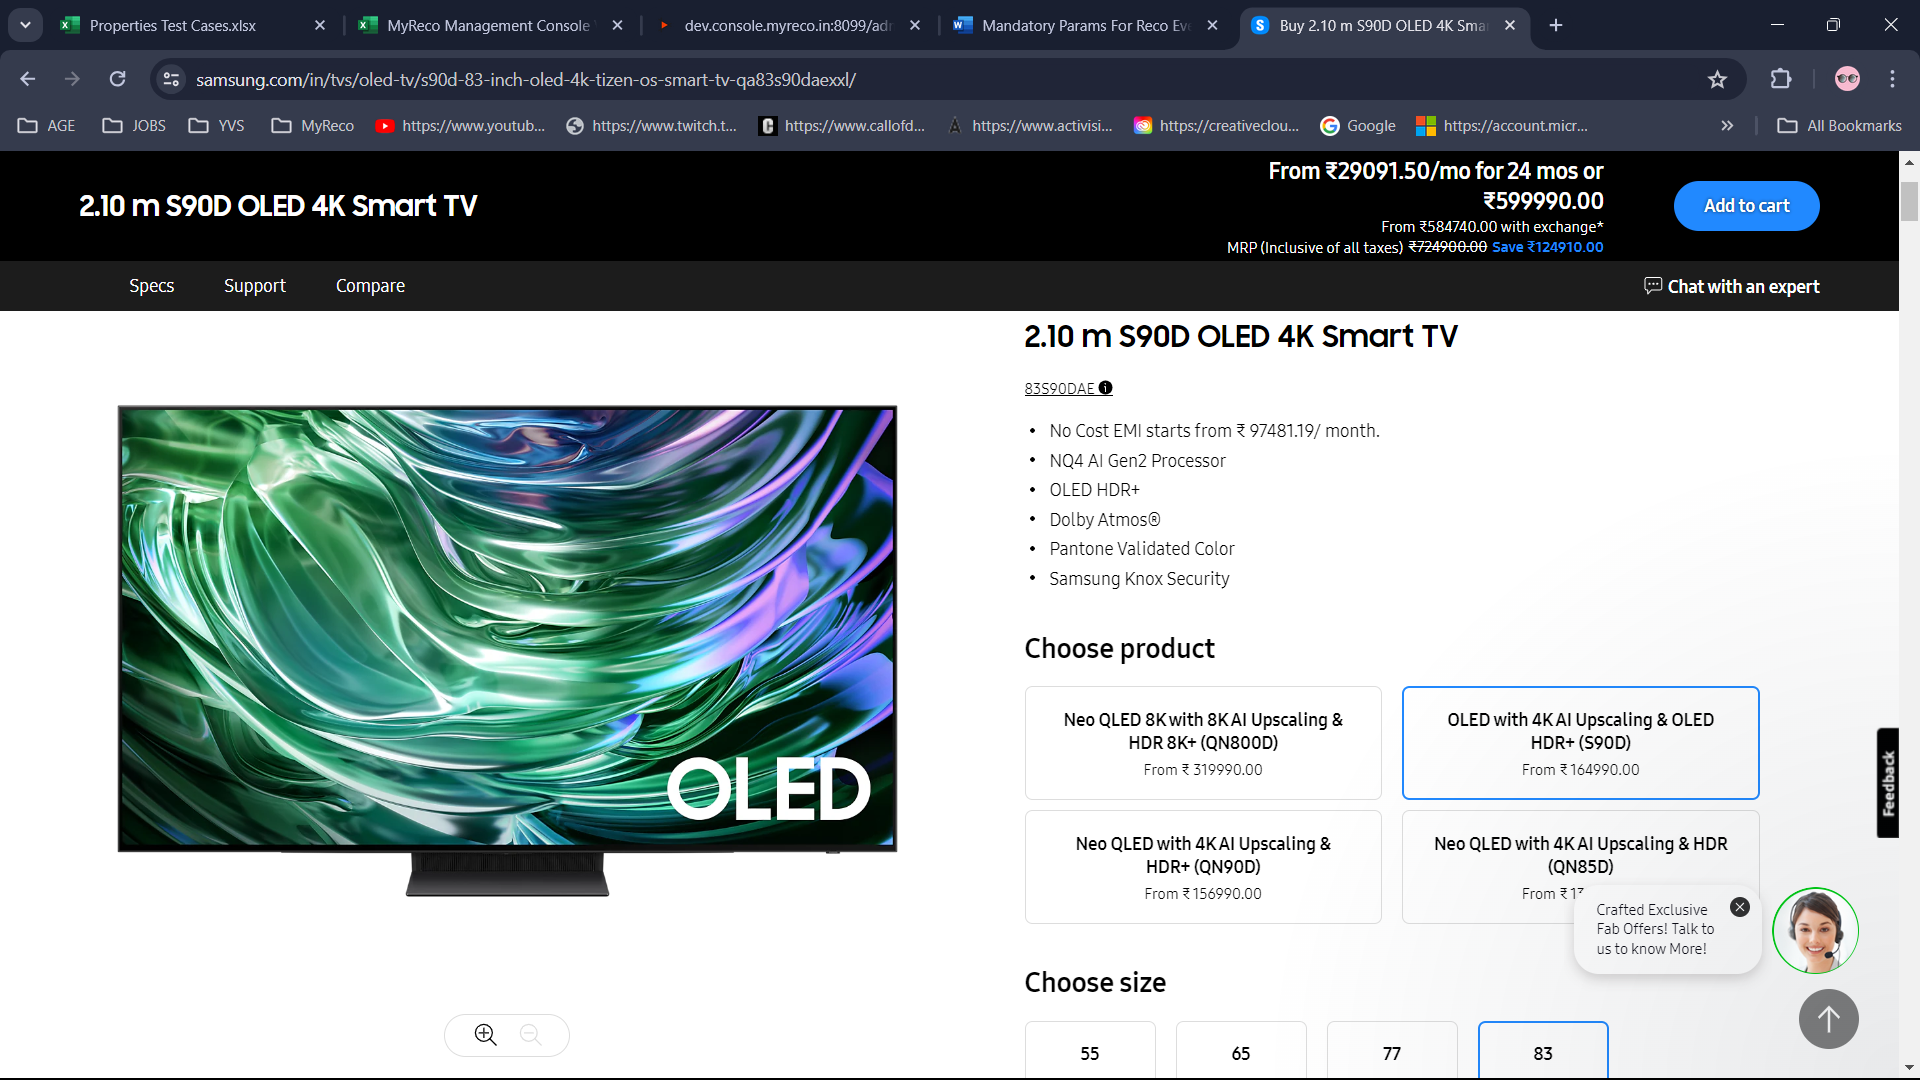 Properties Test Cases.xlsx
MyReco Management Console
dev.console.myreco.in:8099/adr
Mandatory Params For Reco Eve
Buy 2.10 m S90D OLED 4K Smar
samsung.com/in/tvs/oled-tv/s90d-83-inch-oled-4k-tizen-os-smart-tv-qa83s90daexxl/
AGE
JOBS
YVS
MyReco
https://www.youtub...
https://www.twitch.t...
https://www.callofd...
https://www.activisi...
https://creativeclou...
Google
https://account.micr...
All Bookmarks
2.10 m S90D OLED 4K Smart TV
From ₹29091.50/mo for 24 mos or
₹599990.00
From ₹584740.00 with exchange*
MRP (Inclusive of all taxes) ₹724900.00 Save ₹124910.00
Add to cart
Specs
Support
Compare
Chat with an expert
2.10 m S90D OLED 4K Smart TV
83S90DAE
• No Cost EMI starts from ₹ 97481.19/ month.
• NQ4 AI Gen2 Processor
• OLED HDR+
• Dolby Atmos®
• Pantone Validated Color
• Samsung Knox Security
OLED
Choose product
Neo QLED 8K with 8K AI Upscaling &
HDR 8K+ (QN800D)
From ₹ 319990.00
OLED with 4K AI Upscaling & OLED
HDR+ (S90D)
From ₹ 164990.00
Neo QLED with 4K AI Upscaling &
HDR+ (QN90D)
From ₹ 156990.00
Neo QLED with 4K AI Upscaling & HDR
(QN85D)
From ₹ 13
Feedback
Crafted Exclusive
Fab Offers! Talk to
us to know More!
Choose size
55
65
77
83